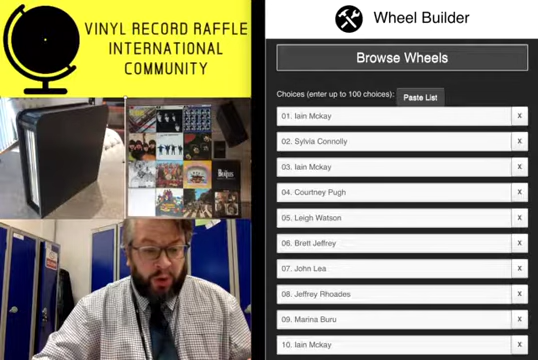 VINYL RECORD RAFFLE
INTERNATIONAL
COMMUNITY
Wheel Builder
Browse Wheels
Choices (enter up to 100 choices):
Paste List
01. Iain Mckay x
02. Sylvia Connolly x
03. Iain Mckay x
04. Courtney Pugh x
05. Leigh Watson x
06. Brett Jeffrey x
07. John Lea x
08. Jeffrey Rhoades x
09. Marina Buru x
10. Iain Mckay x